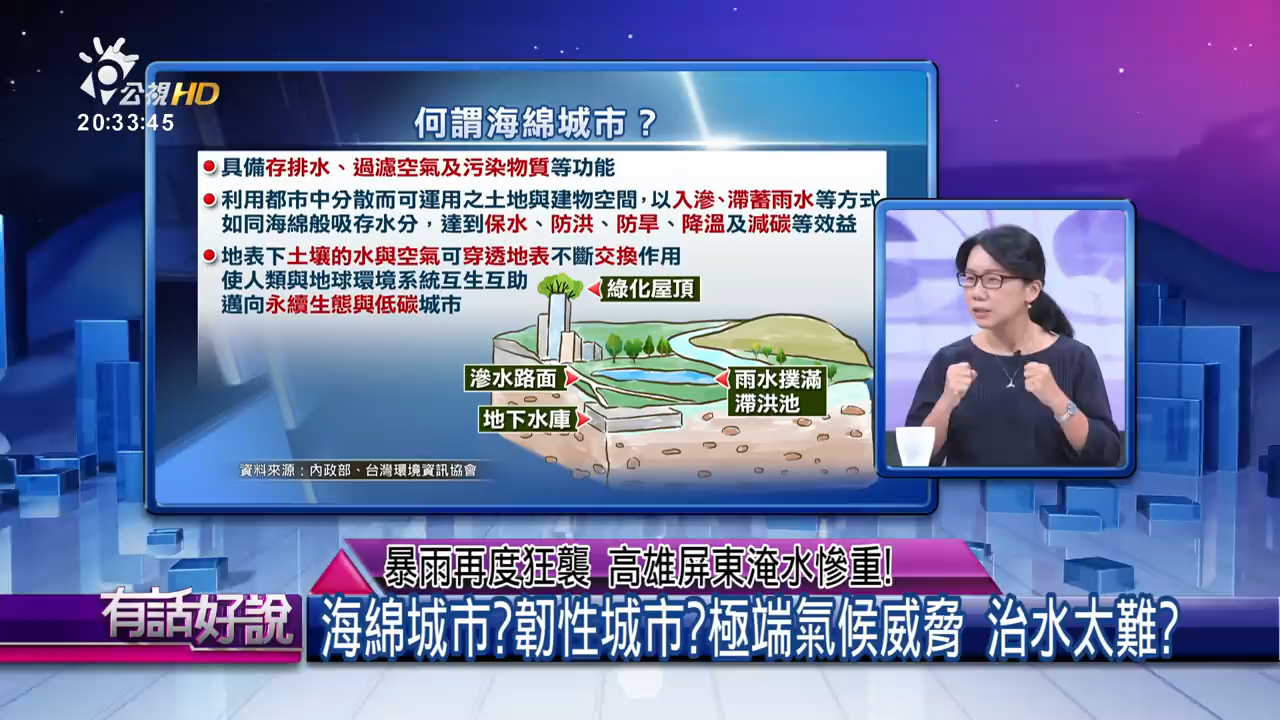 公視HD
20:33:45
何謂海綿城市？
具備存排水、過濾空氣及污染物質等功能
利用都市中分散而可運用之土地與建物空間，以入滲、滯蓄雨水等方式
如同海綿般吸存水分，達到保水、防洪、防旱、降溫及減碳等效益
地表下土壤的水與空氣可穿透地表不斷交換作用
使人類與地球環境系統互生互助
邁向永續生態與低碳城市
綠化屋頂
滲水路面
雨水撲滿
滯洪池
地下水庫
資料來源：內政部、台灣環境資訊協會
暴雨再度狂襲 高雄屏東淹水慘重!
有話好說
海綿城市?韌性城市?極端氣候威脅 治水太難?